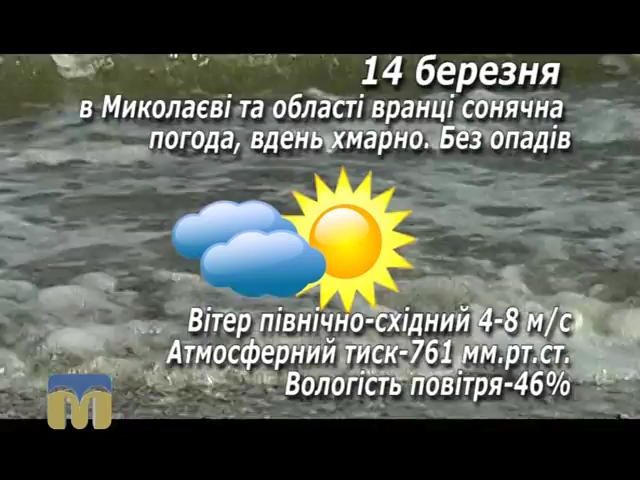 14 березня
в Миколаєві та області вранці сонячна
погода, вдень хмарно. Без опадів
Вітер північно-східний 4-8 м/с
Атмосферний тиск-761 мм.рт.ст.
Вологість повітря-46%
М